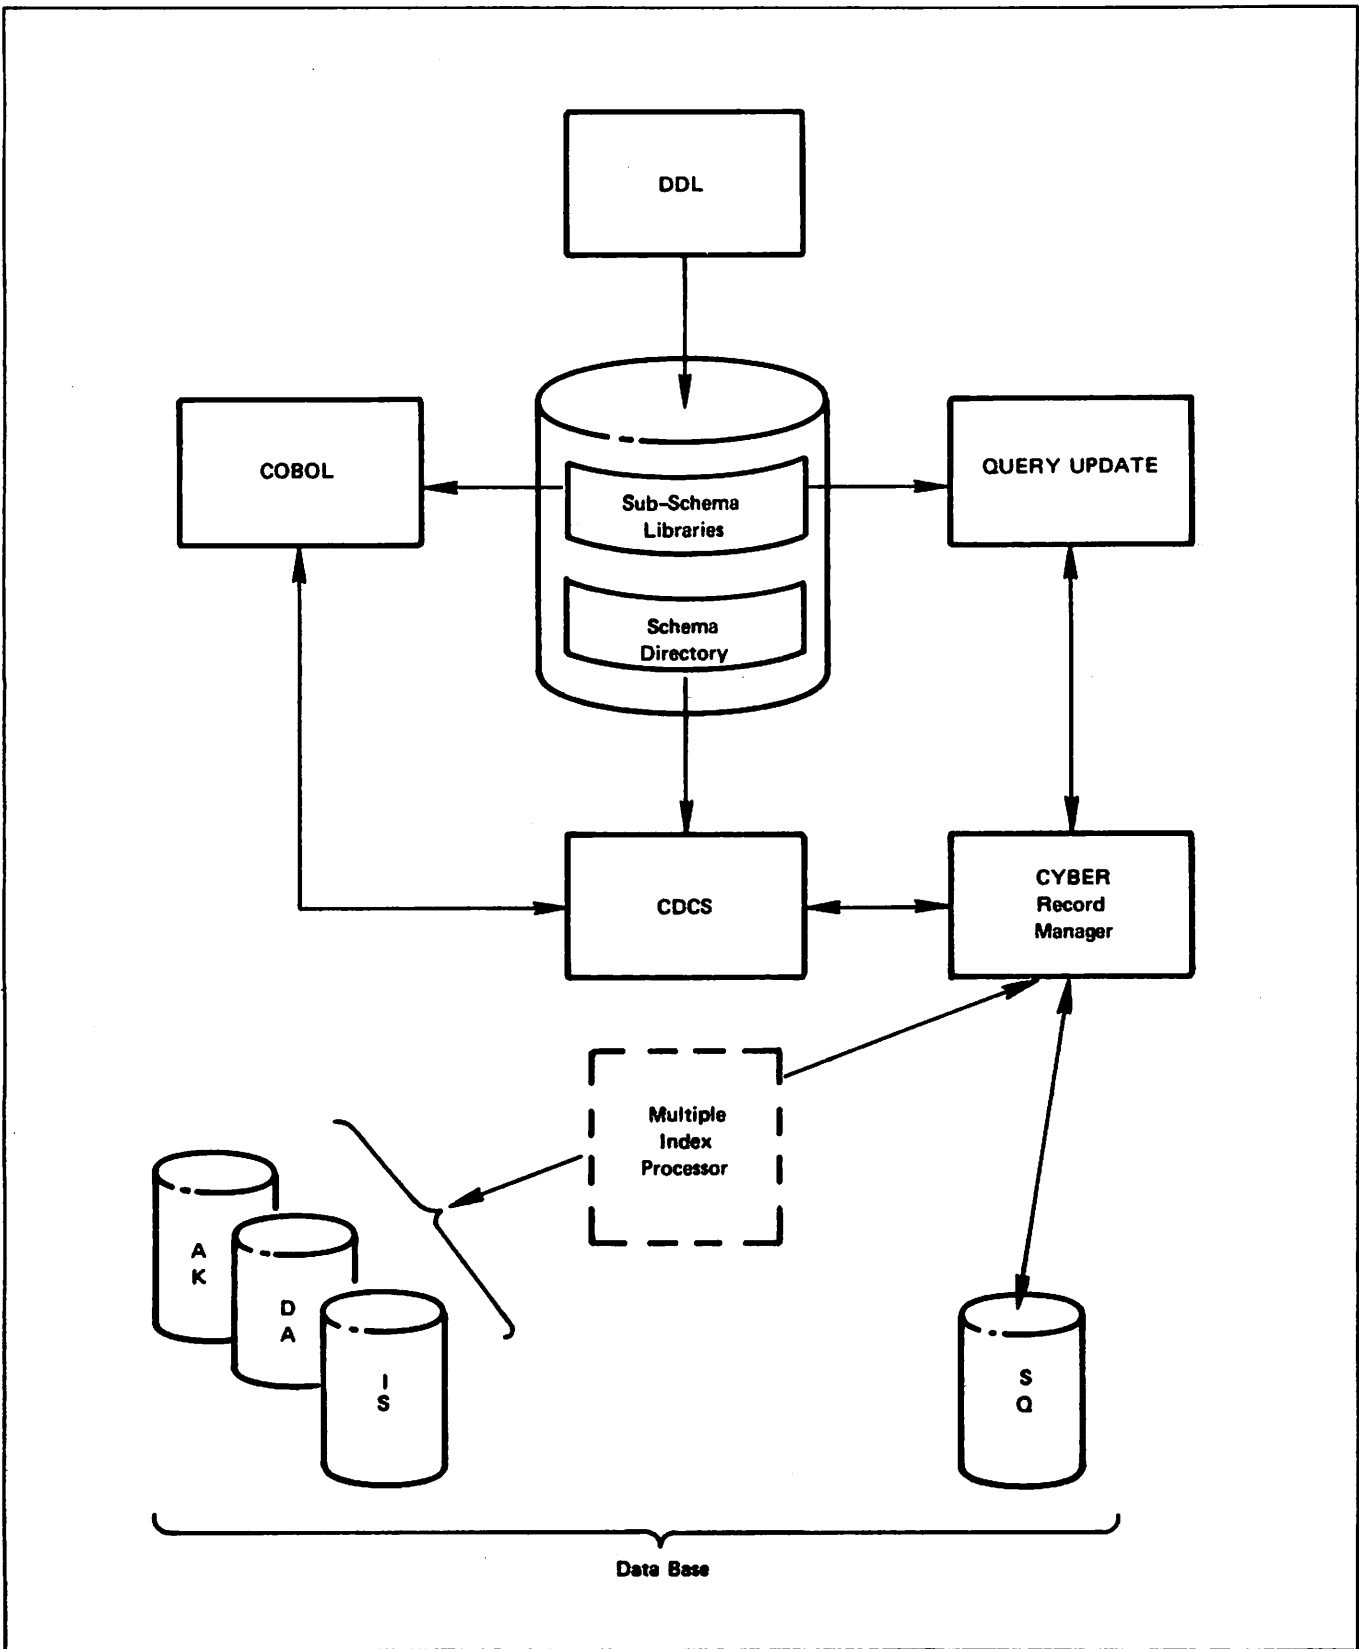 DDL
COBOL
QUERY UPDATE
Sub-Schema
Libraries
Schema
Directory
CDCS
CYBER
Record
Manager
Multiple
Index
Processor
A
K
D
A
I
S
S
Q
Data Base